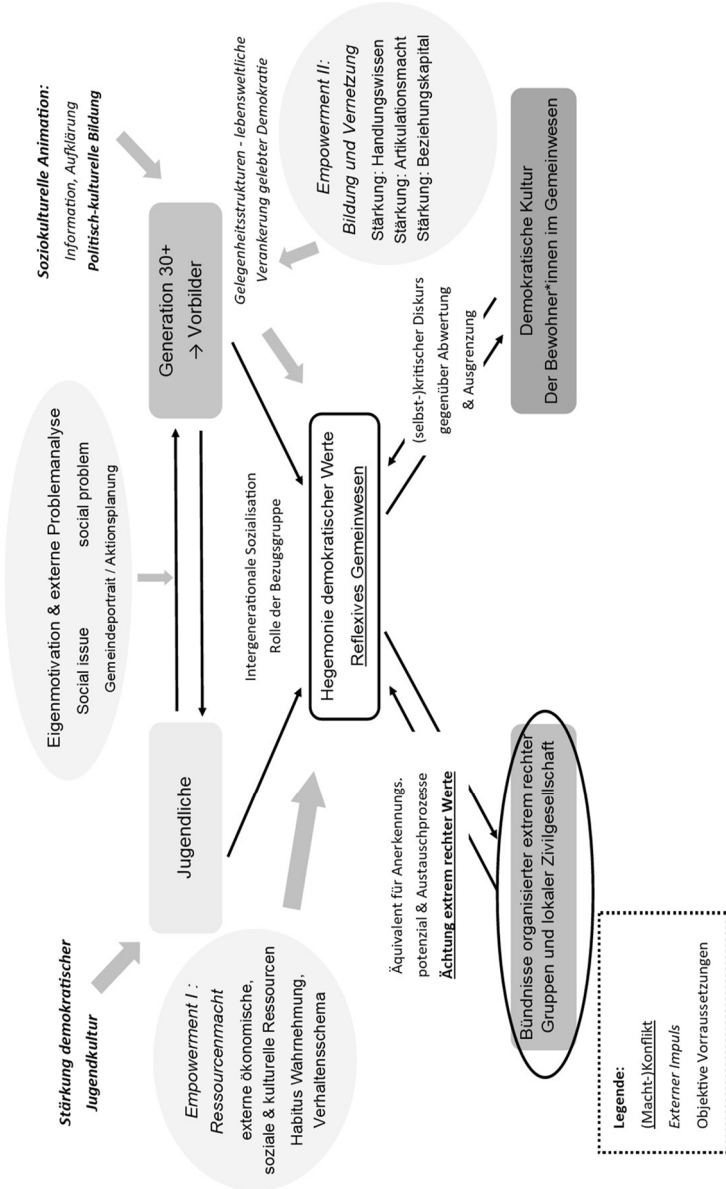 Stärkung demokratischer
Jugendkultur
Eigenmotivation & externe Problemanalyse
Social issue social problem
Gemeindeportrait / Aktionsplanung
Soziokulturelle Animation:
Information, Aufklärung
Politisch-kulturelle Bildung
Jugendliche
Generation 30+
→ Vorbilder
Empowerment I :
Ressourcenmacht
externe ökonomische,
soziale & kulturelle Ressourcen
Habitus Wahrnehmung,
Verhaltensschema
Intergenerationale Sozialisation
Rolle der Bezugsgruppe
Gelegenheitsstrukturen - lebensweltliche
Verankerung gelebter Demokratie
Empowerment II:
Bildung und Vernetzung
Stärkung: Handlungswissen
Stärkung: Artikulationsmacht
Stärkung: Beziehungskapital
Hegemonie demokratischer Werte
Reflexives Gemeinwesen
Äquivalent für Anerkennungs.
potenzial & Austauschprozesse
Ächtung extrem rechter Werte
(selbst-)kritischer Diskurs
gegenüber Abwertung
& Ausgrenzung
Bündnisse organisierter extrem rechter
Gruppen und lokaler Zivilgesellschaft
Demokratische Kultur
Der Bewohner*innen im Gemeinwesen
Legende:
(Macht-)Konflikt
Externer Impuls
Objektive Vorraussetzungen